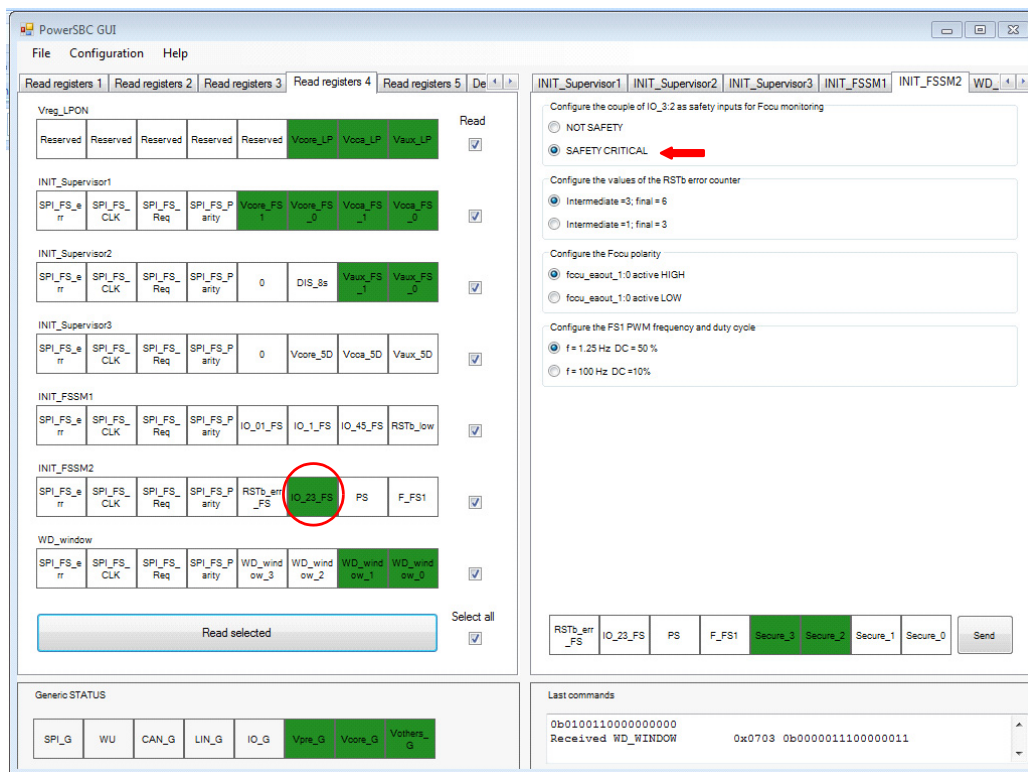 PowerSBC GUI
File Configuration Help
Read registers 1 Read registers 2 Read registers 3 Read registers 4 Read registers 5 De
Vreg_LPON
Read
Reserved Reserved Reserved Reserved Reserved Vcore_LP Vcca_LP Vaux_LP
INIT_Supervisor1
SPI_FS_e SPI_FS_ SPI_FS_ SPI_FS_P Vcore_FS Vcore_FS Vcca_FS Vcca_FS
rr CLK Req arity 1 _0 _1 _0
INIT_Supervisor2
SPI_FS_e SPI_FS_ SPI_FS_ SPI_FS_P 0 DIS_8s Vaux_FS Vaux_FS
rr CLK Req arity _1 _0
INIT_Supervisor3
SPI_FS_e SPI_FS_ SPI_FS_ SPI_FS_P 0 Vcore_5D Vcca_5D Vaux_5D
rr CLK Req arity
INIT_FSSM1
SPI_FS_e SPI_FS_ SPI_FS_ SPI_FS_P IO_01_FS IO_1_FS IO_45_FS RSTb_low
rr CLK Req arity
INIT_FSSM2
SPI_FS_e SPI_FS_ SPI_FS_ SPI_FS_P RSTb_err IO_23_FS PS F_FS1
rr CLK Req arity _FS
WD_window
SPI_FS_e SPI_FS_ SPI_FS_ SPI_FS_P WD_wind WD_wind WD_wind WD_wind
rr CLK Req arity ow_3 ow_2 ow_1 ow_0
Read selected
Select all
Generic STATUS
SPI_G WU CAN_G LIN_G IO_G Vpre_G Vcore_G Vothers_
G
INIT_Supervisor1 INIT_Supervisor2 INIT_Supervisor3 INIT_FSSM1 INIT_FSSM2 WD_
Configure the couple of IO_3:2 as safety inputs for Fccu monitoring
NOT SAFETY
SAFETY CRITICAL
Configure the values of the RSTb error counter
Intermediate =3; final = 6
Intermediate =1; final = 3
Configure the Fccu polarity
fccu_eaout_1:0 active HIGH
fccu_eaout_1:0 active LOW
Configure the FS1 PWM frequency and duty cycle
f = 1.25 Hz DC = 50 %
f = 100 Hz DC =10%
RSTb_err IO_23_FS PS F_FS1 Secure_3 Secure_2 Secure_1 Secure_0 Send
_FS
Last commands
0b0100110000000000
Received WD_WINDOW 0x0703 0b0000011100000011